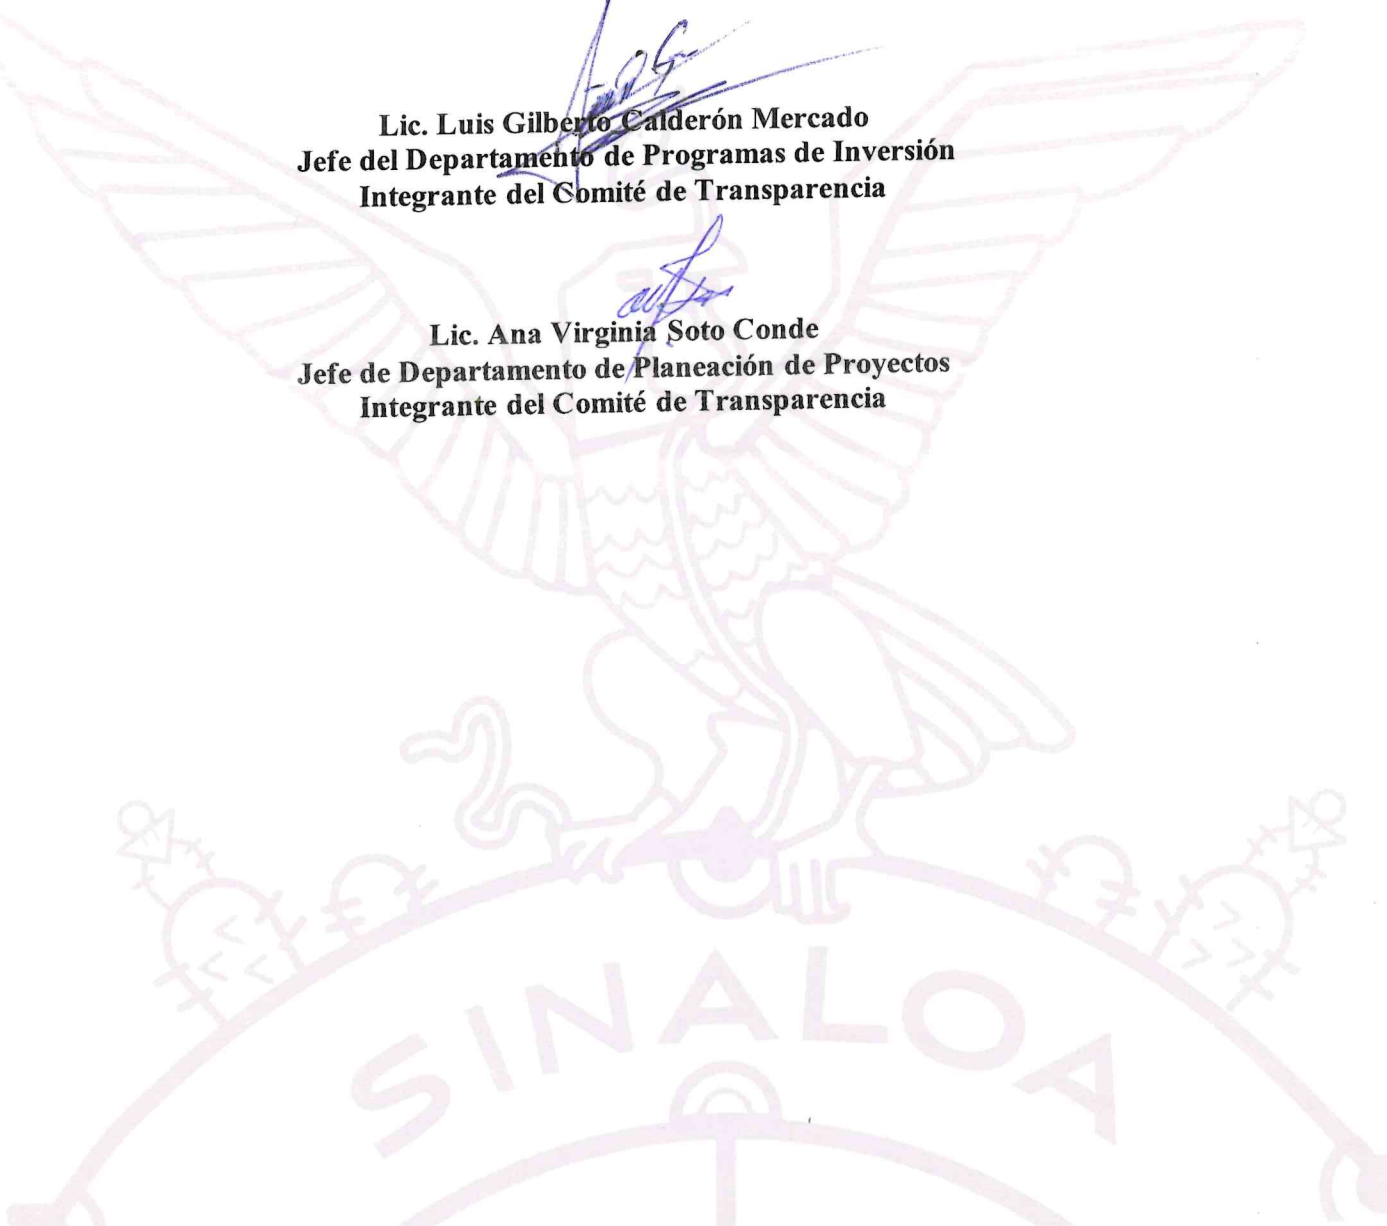 Lic. Luis Gilberto Calderón Mercado
Jefe del Departamento de Programas de Inversión
Integrante del Comité de Transparencia
Lic. Ana Virginia Soto Conde
Jefe de Departamento de Planeación de Proyectos
Integrante del Comité de Transparencia
SINALOA